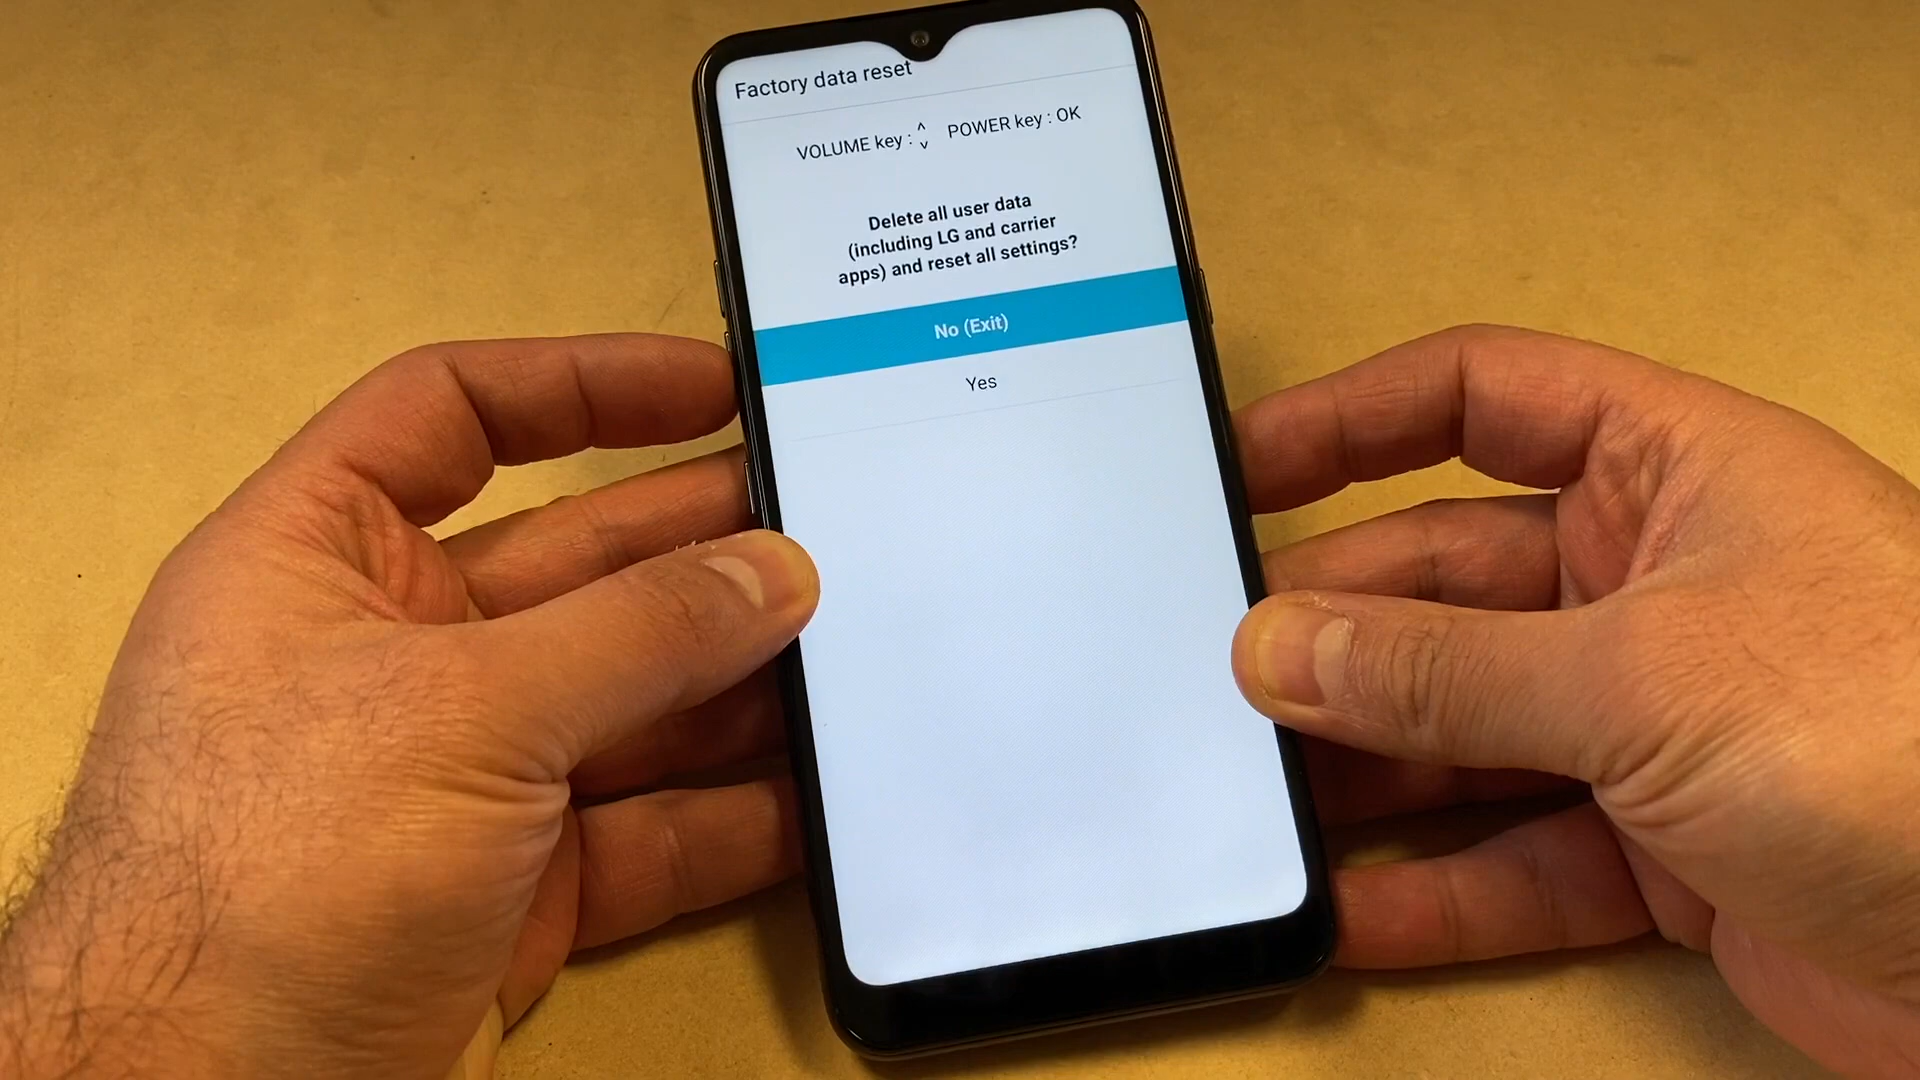 Factory data reset
VOLUME key : ^ v POWER key : OK
Delete all user data
(including LG and carrier
apps) and reset all settings?
No (Exit)
Yes